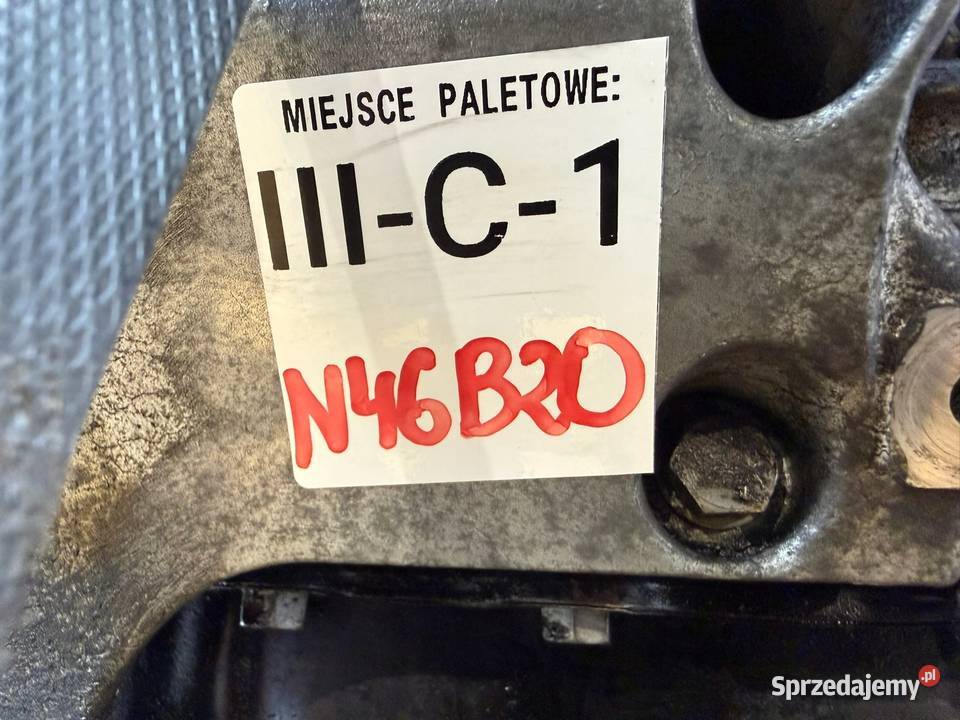 MIEJSCE PALETOWE:
III-C-1
N46B20
Sprzedajemy.pl